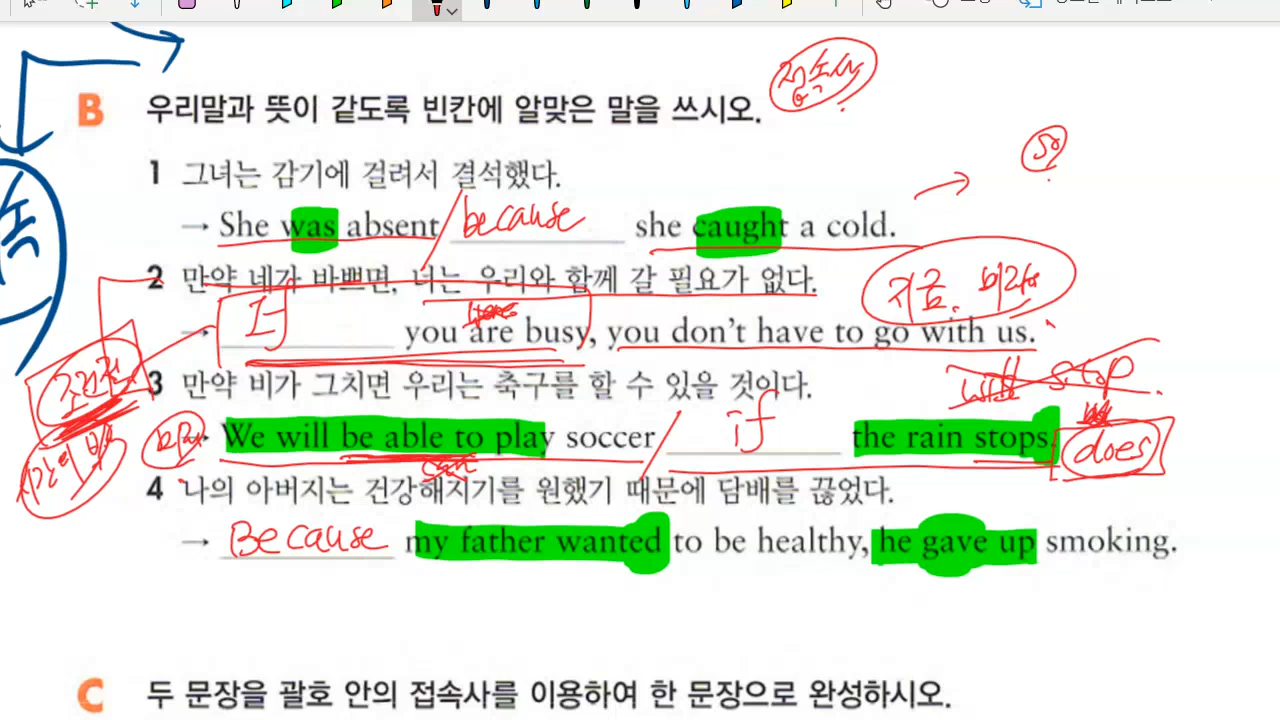 B 우리말과 뜻이 같도록 빈칸에 알맞은 말을 쓰시오. 접속사
so
1 그녀는 감기에 걸려서 결석했다.
→ She was absent because she caught a cold.
2 만약 네가 바쁘면, 너는 우리와 함께 갈 필요가 없다.
→ If you are busy, you don't have to go with us.
지금
3 만약 비가 그치면 우리는 축구를 할 수 있을 것이다.
will stop
→ We will be able to play soccer if the rain stops.
does
조건절
4 나의 아버지는 건강해지기를 원했기 때문에 담배를 끊었다.
→ Because my father wanted to be healthy, he gave up smoking.
C 두 문장을 괄호 안의 접속사를 이용하여 한 문장으로 완성하시오.